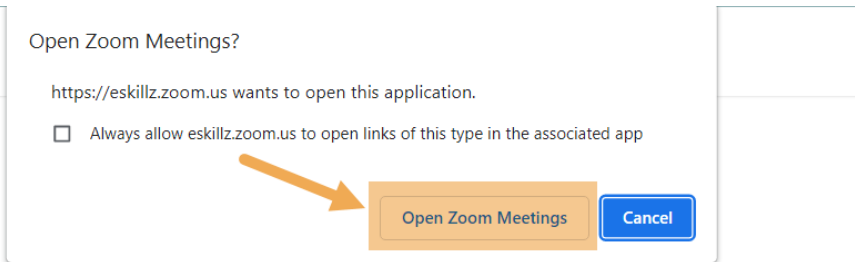 Open Zoom Meetings?
https://eskillz.zoom.us wants to open this application.
Always allow eskillz.zoom.us to open links of this type in the associated app
Open Zoom Meetings
Cancel